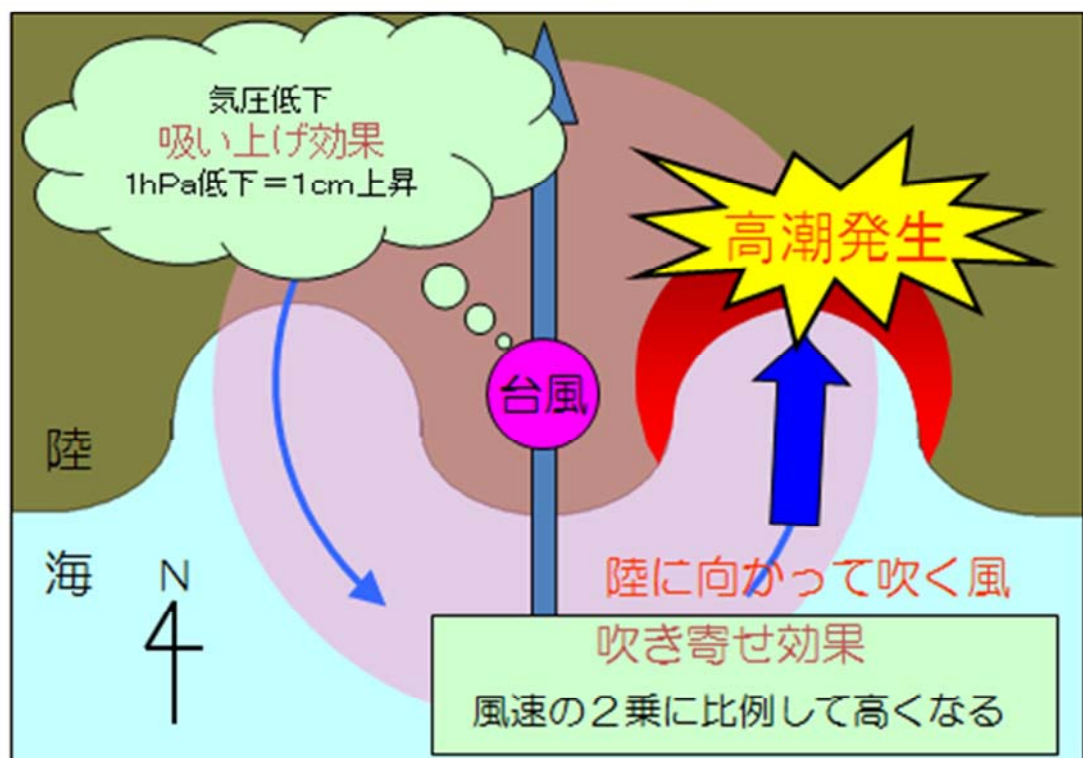 気圧低下
吸い上げ効果
1hPa低下＝1cm上昇
高潮発生
台風
陸
海
N
陸に向かって吹く風
吹き寄せ効果
風速の２乗に比例して高くなる